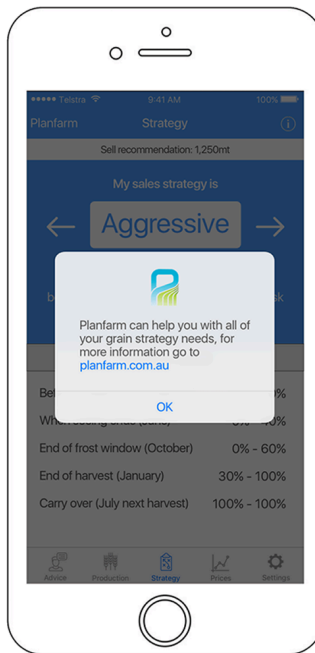 Telstra 9:41 AM 100%
Planfarm Strategy
Sell recommendation: 1,250mt
My sales strategy is
← Aggressive →
Planfarm can help you with all of
your grain strategy needs, for
more information go to
planfarm.com.au
OK
End of frost window (October) 0% - 60%
End of harvest (January) 30% - 100%
Carry over (July next harvest) 100% - 100%
Advice Production Strategy Prices Settings